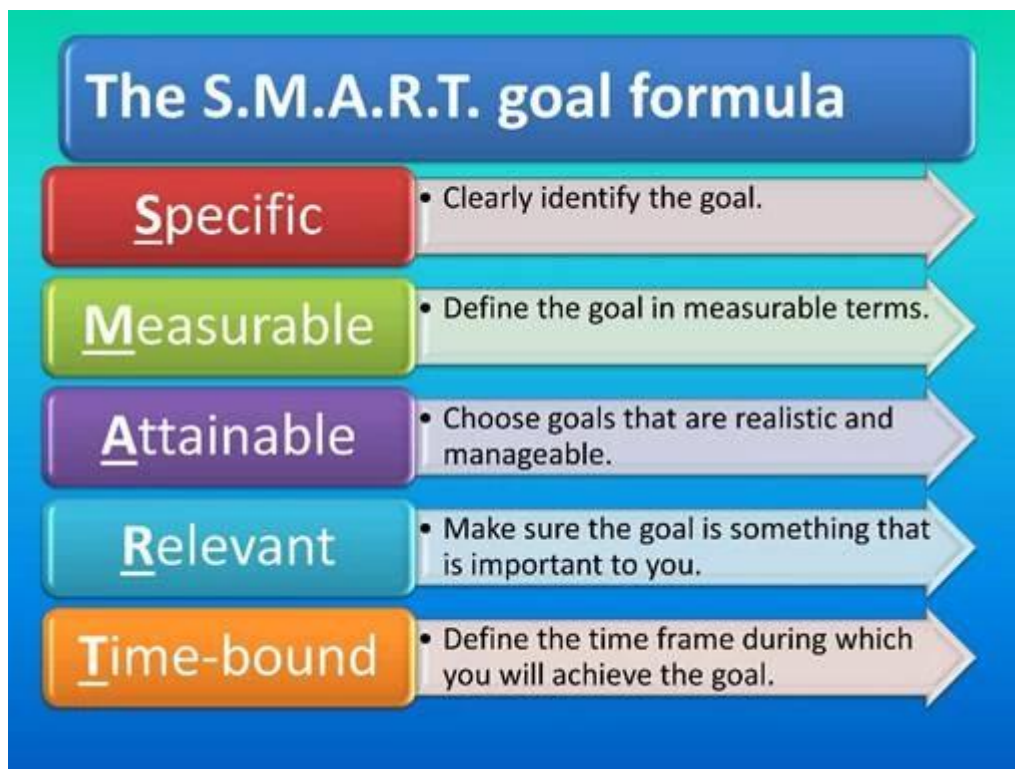 The S.M.A.R.T. goal formula
Specific
• Clearly identify the goal.
Measurable
• Define the goal in measurable terms.
Attainable
• Choose goals that are realistic and
manageable.
Relevant
• Make sure the goal is something that
is important to you.
Time-bound
• Define the time frame during which
you will achieve the goal.